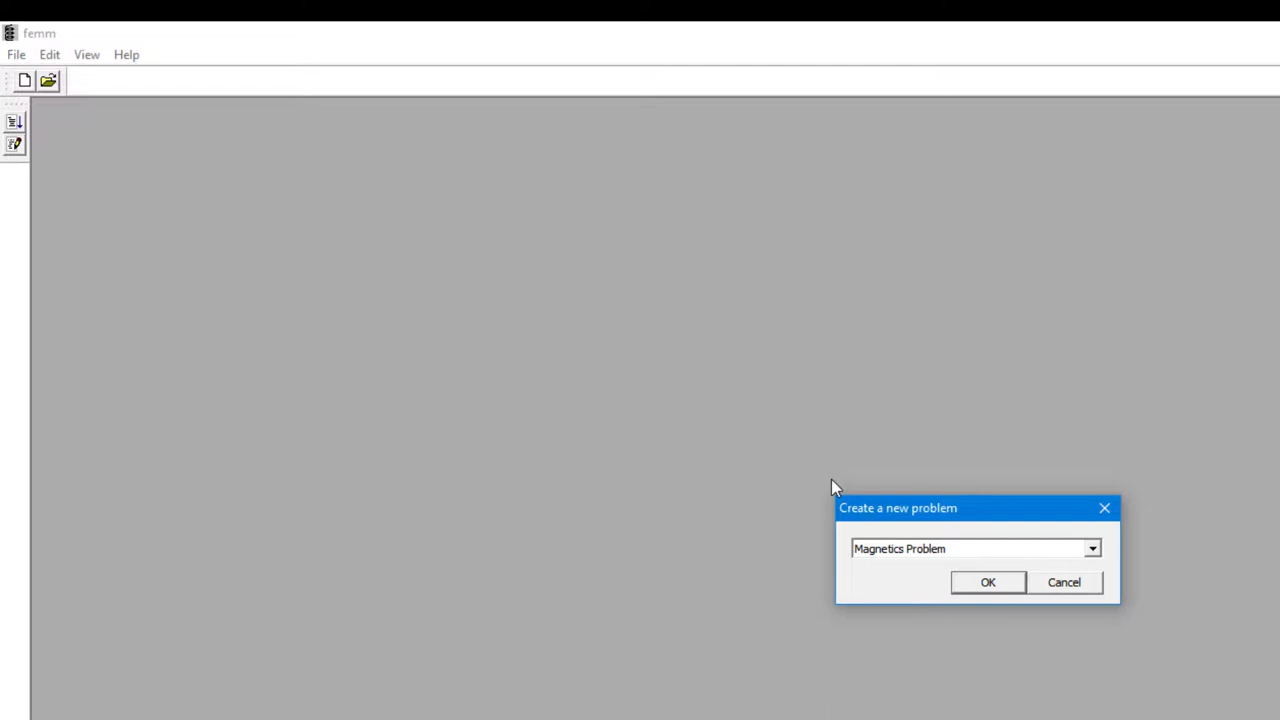 femm
File Edit View Help
Create a new problem
Magnetics Problem
OK Cancel